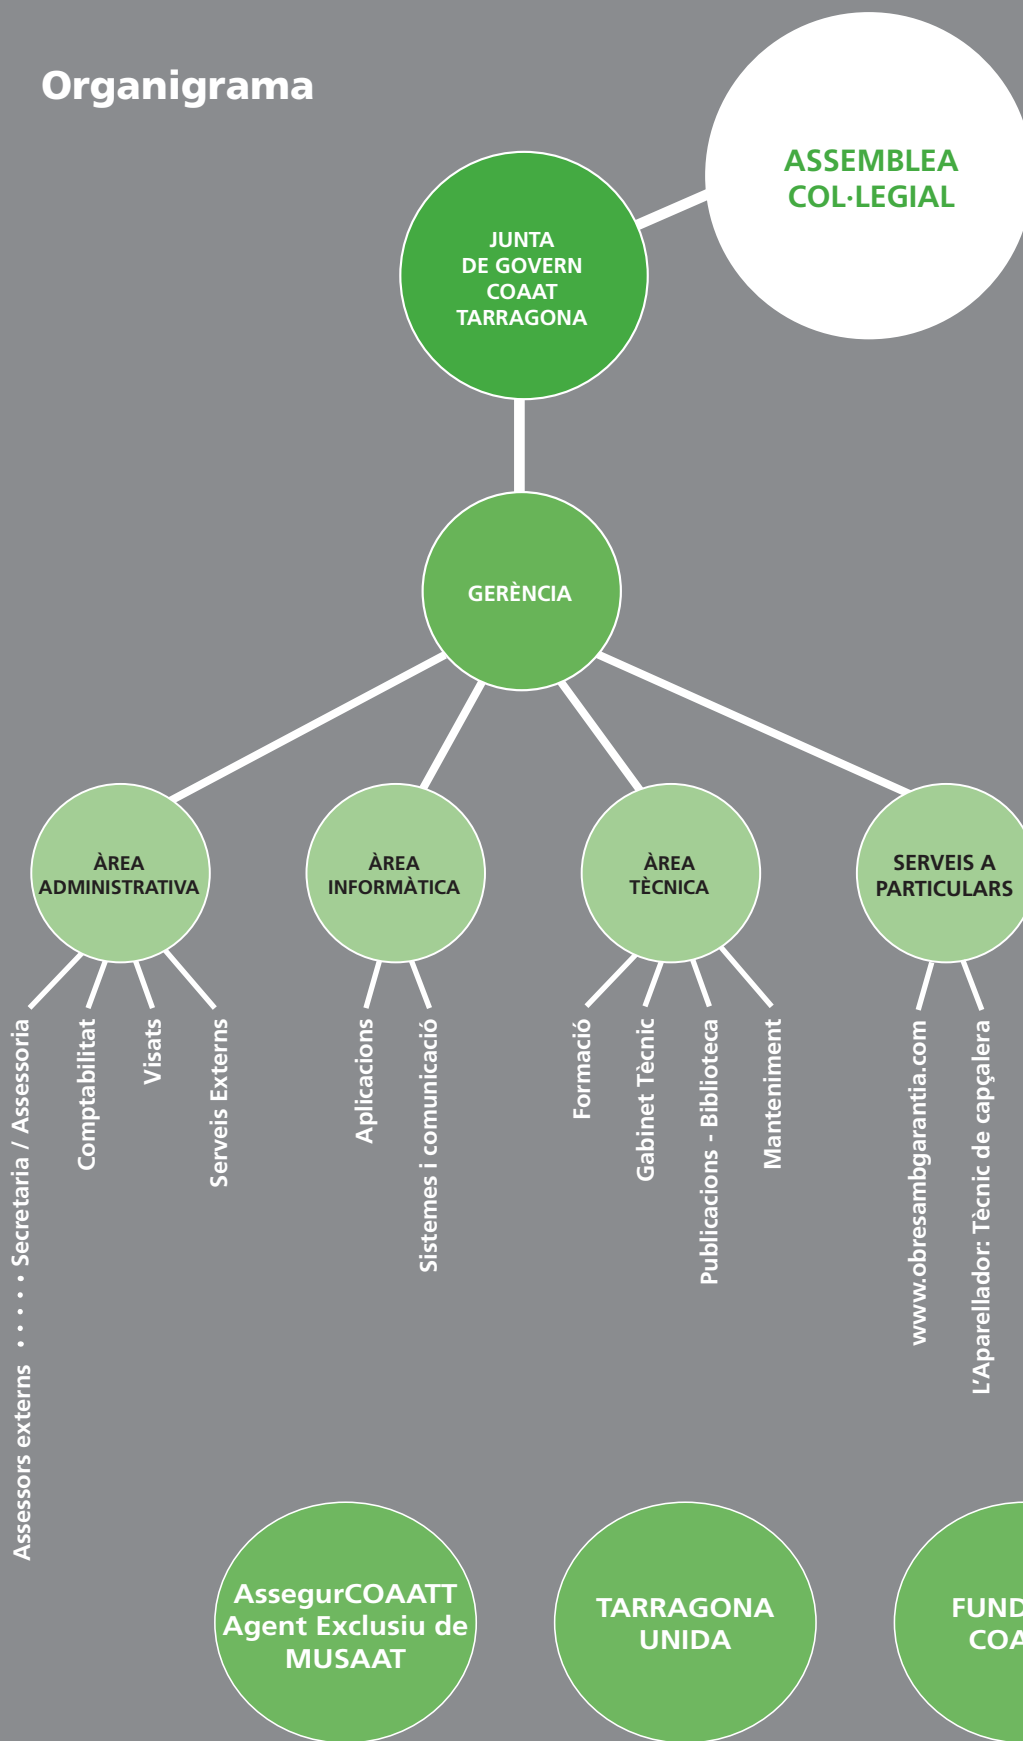 Organigrama
ASSEMBLEA
COL·LEGIAL
JUNTA
DE GOVERN
COAAT
TARRAGONA
GERÈNCIA
ÀREA
ADMINISTRATIVA
ÀREA
INFORMÀTICA
ÀREA
TÈCNICA
SERVEIS A
PARTICULARS
Assessors externs · · · · · · Secretaria / Assessoria
Comptabilitat
Visats
Serveis Externs
Aplicacions
Sistemes i comunicació
Formació
Gabinet Tècnic
Publicacions - Biblioteca
Manteniment
www.obresambgarantia.com
L'Aparellador: Tècnic de capçalera
AssegurCOAATT
Agent Exclusiu de
MUSAAT
TARRAGONA
UNIDA